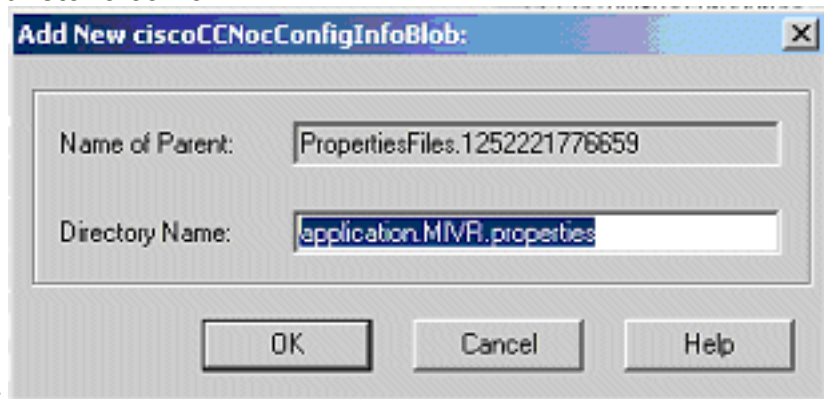 Add New ciscoCCNocConfigInfoBlob:
Name of Parent: PropertiesFiles.1252221776659
Directory Name: application.MIVR.properties
OK Cancel Help